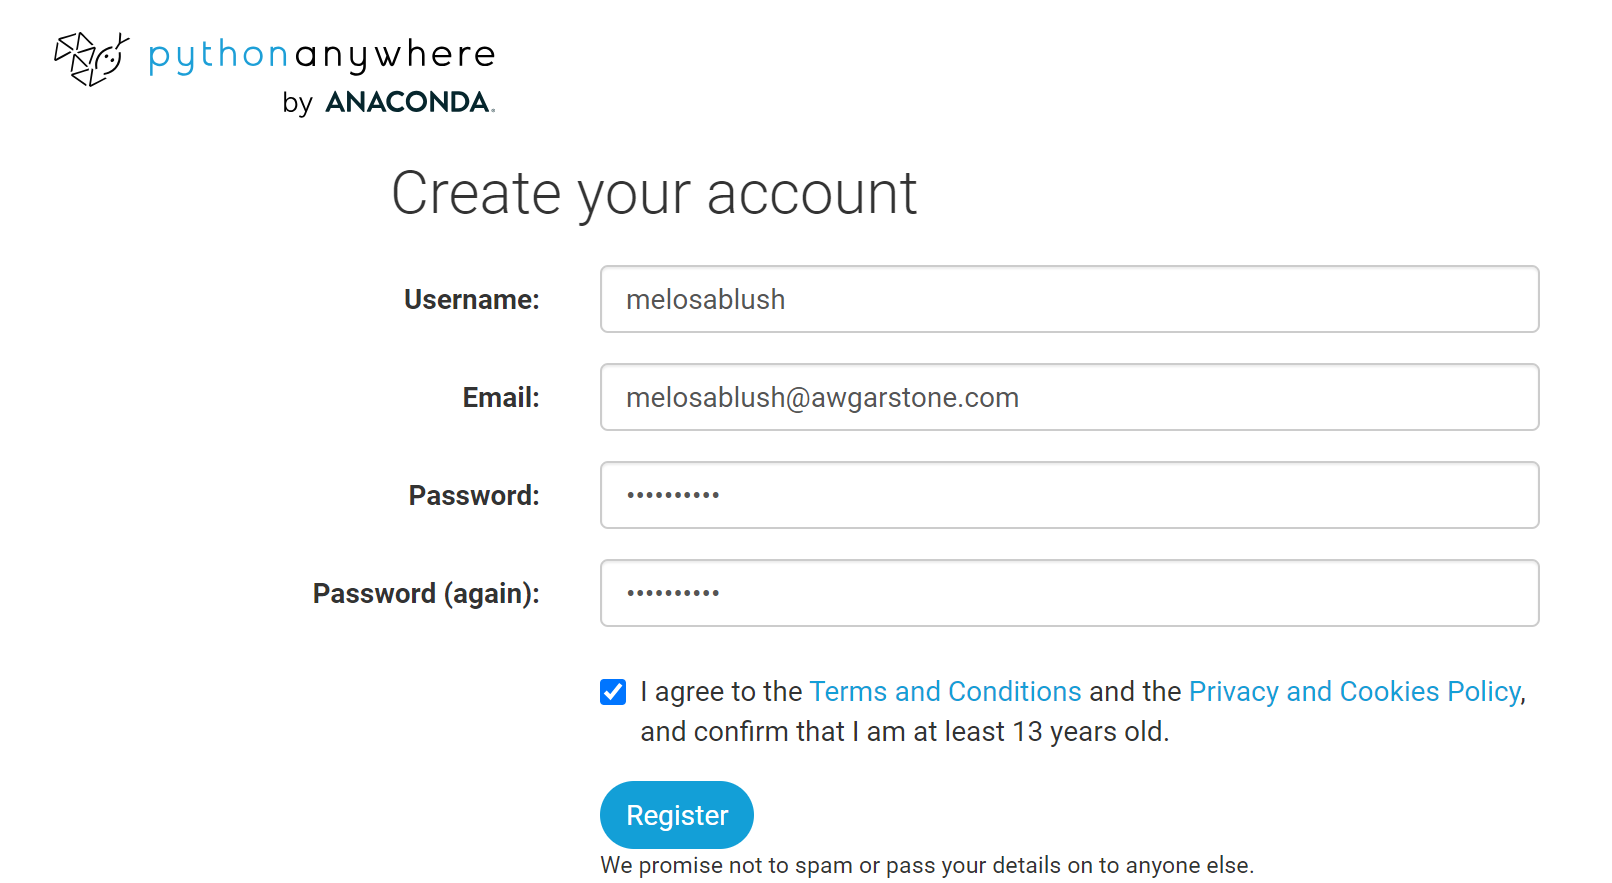 pythonanywhere
by ANACONDA.
Create your account
Username:
melosablush
Email:
melosablush@awgarstone.com
Password:
••••••••••
Password (again):
••••••••••
I agree to the Terms and Conditions and the Privacy and Cookies Policy,
and confirm that I am at least 13 years old.
Register
We promise not to spam or pass your details on to anyone else.